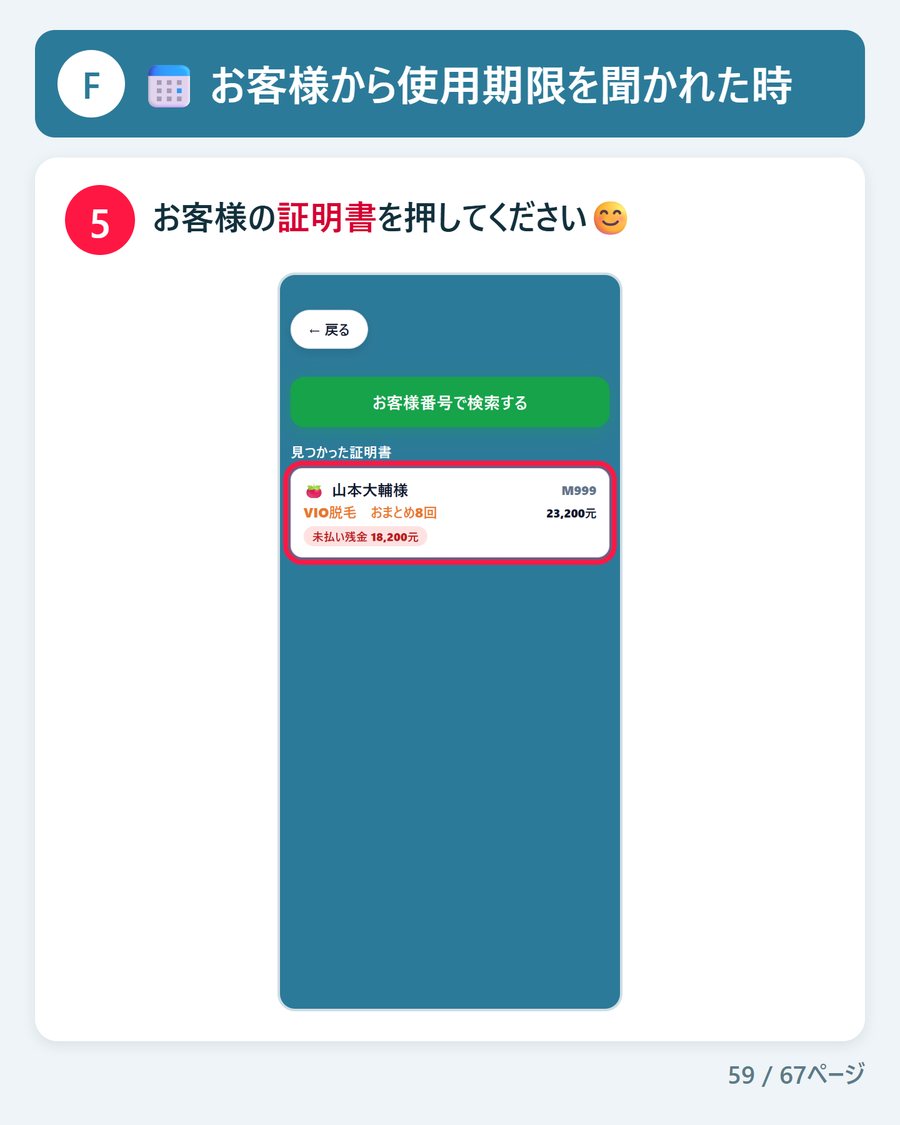 F お客様から使用期限を聞かれた時
5 お客様の証明書を押してください
← 戻る
お客様番号で検索する
見つかった証明書
山本大輔様 M999
VIO脱毛 おまとめ8回 23,200元
未払い残金 18,200元
59 / 67ページ